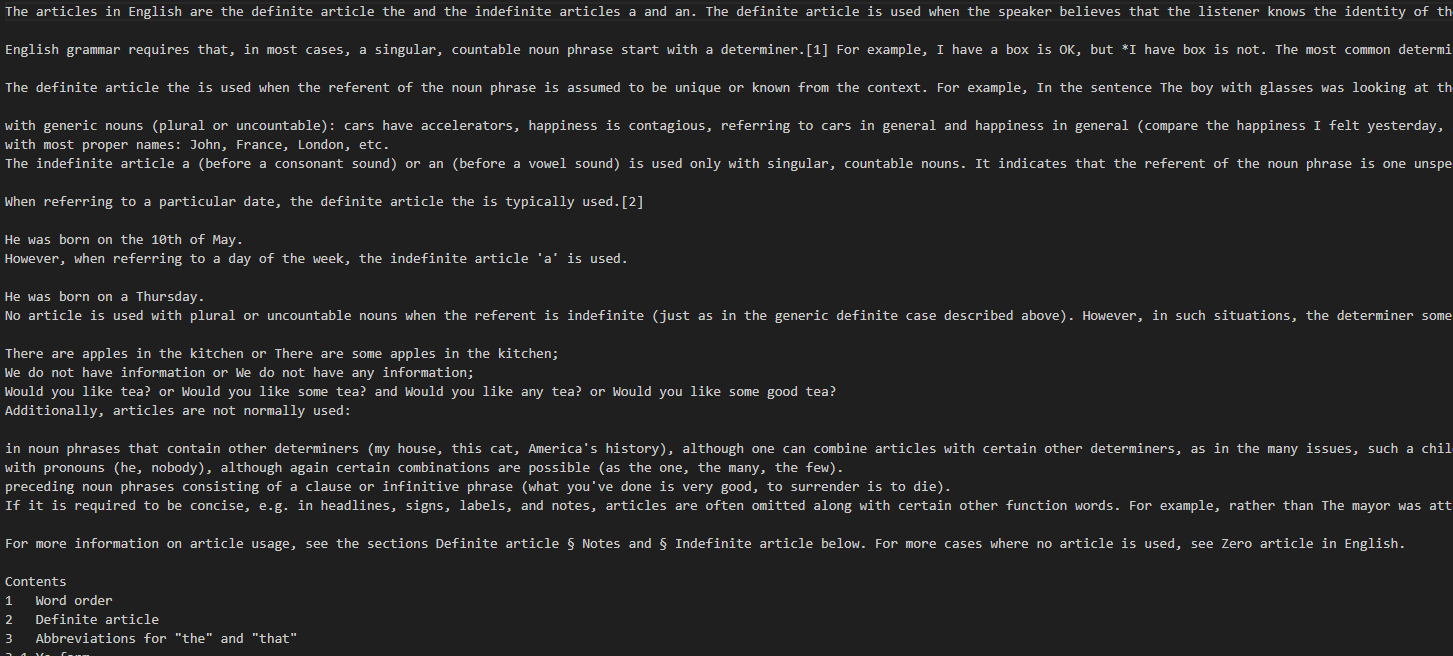 The articles in English are the definite article the and the indefinite articles a and an. The definite article is used when the speaker believes that the listener knows the identity of
English grammar requires that, in most cases, a singular, countable noun phrase start with a determiner.[1] For example, I have a box is OK, but *I have box is not. The most common
The definite article the is used when the referent of the noun phrase is assumed to be unique or known from the context. For example, In the sentence The boy with glasses was looking at
with generic nouns (plural or uncountable): cars have accelerators, happiness is contagious, referring to cars in general and happiness in general (compare the happiness I felt yesterday,
with most proper names: John, France, London, etc.
The indefinite article a (before a consonant sound) or an (before a vowel sound) is used only with singular, countable nouns. It indicates that the referent of the noun phrase is one
When referring to a particular date, the definite article the is typically used.[2]
He was born on the 10th of May.
However, when referring to a day of the week, the indefinite article 'a' is used.
He was born on a Thursday.
No article is used with plural or uncountable nouns when the referent is indefinite (just as in the generic definite case described above). However, in such situations, the determiner some
There are apples in the kitchen or There are some apples in the kitchen;
We do not have information or We do not have any information;
Would you like tea? or Would you like some tea? and Would you like any tea? or Would you like some good tea?
Additionally, articles are not normally used:
in noun phrases that contain other determiners (my house, this cat, America's history), although one can combine articles with certain other determiners, as in the many issues, such a
with pronouns (he, nobody), although again certain combinations are possible (as the one, the many, the few).
preceding noun phrases consisting of a clause or infinitive phrase (what you've done is very good, to surrender is to die).
If it is required to be concise, e.g. in headlines, signs, labels, and notes, articles are often omitted along with certain other function words. For example, rather than The mayor was
For more information on article usage, see the sections Definite article § Notes and § Indefinite article below. For more cases where no article is used, see Zero article in English.
Contents
1 Word order
2 Definite article
3 Abbreviations for "the" and "that"